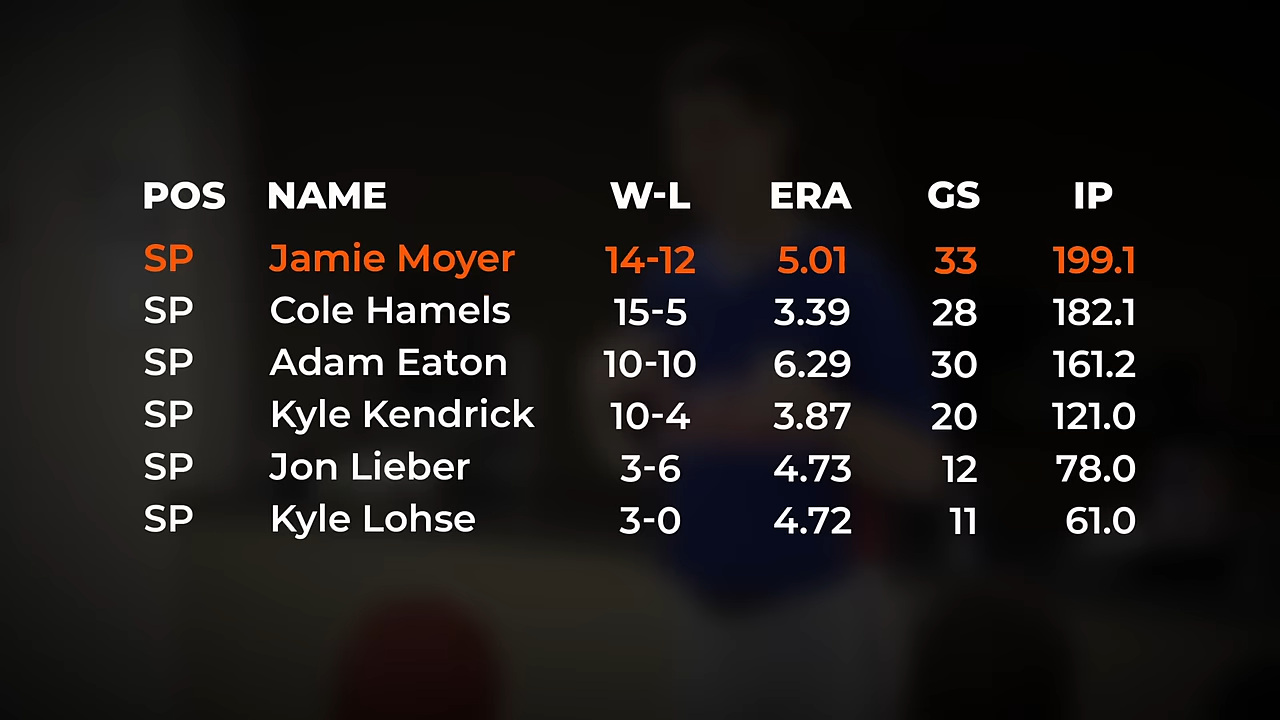 POS NAME W-L ERA GS IP
SP Jamie Moyer 14-12 5.01 33 199.1
SP Cole Hamels 15-5 3.39 28 182.1
SP Adam Eaton 10-10 6.29 30 161.2
SP Kyle Kendrick 10-4 3.87 20 121.0
SP Jon Lieber 3-6 4.73 12 78.0
SP Kyle Lohse 3-0 4.72 11 61.0